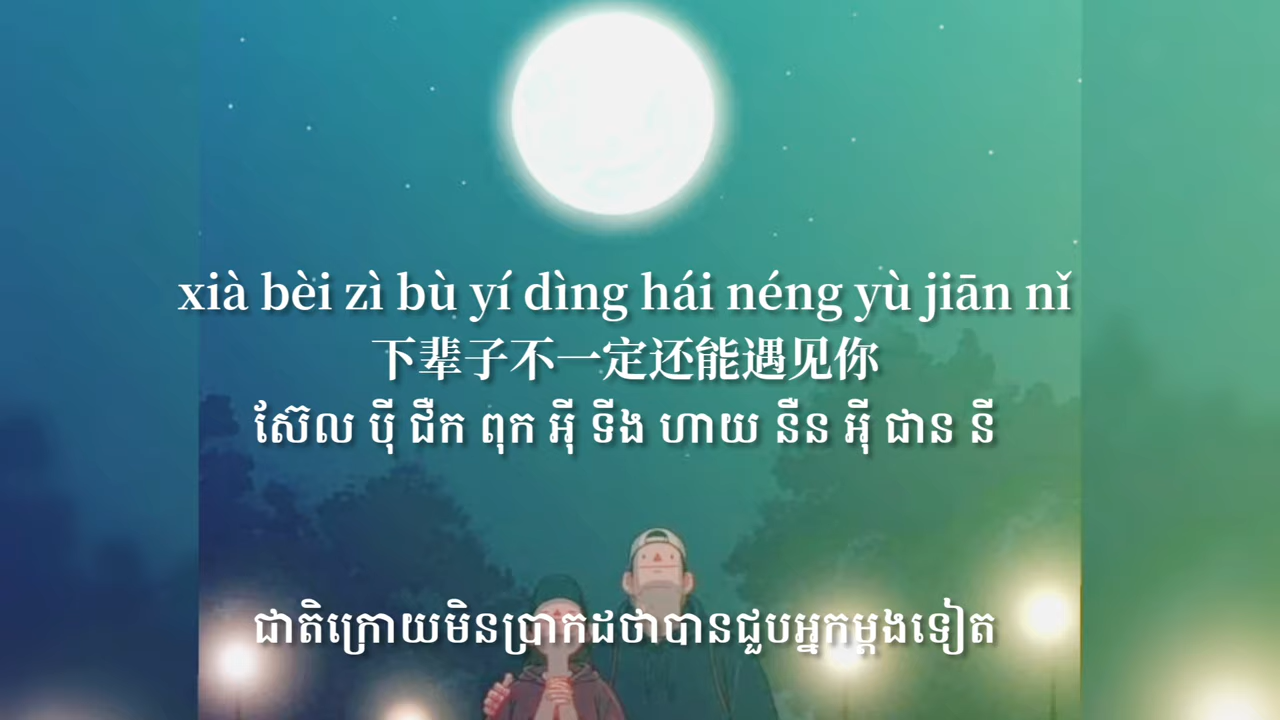 xià bèi zì bù yí dìng hái néng yù jiān nǐ
下辈子不一定还能遇见你
ស៊ែល ប៉ី ជឺក ពុក អ៊ី ទីង ហាយ នឺន អ៊ី ជាន នី
ជាតិក្រោយមិនប្រាកដថាបានជួបអ្នកម្ដងទៀត